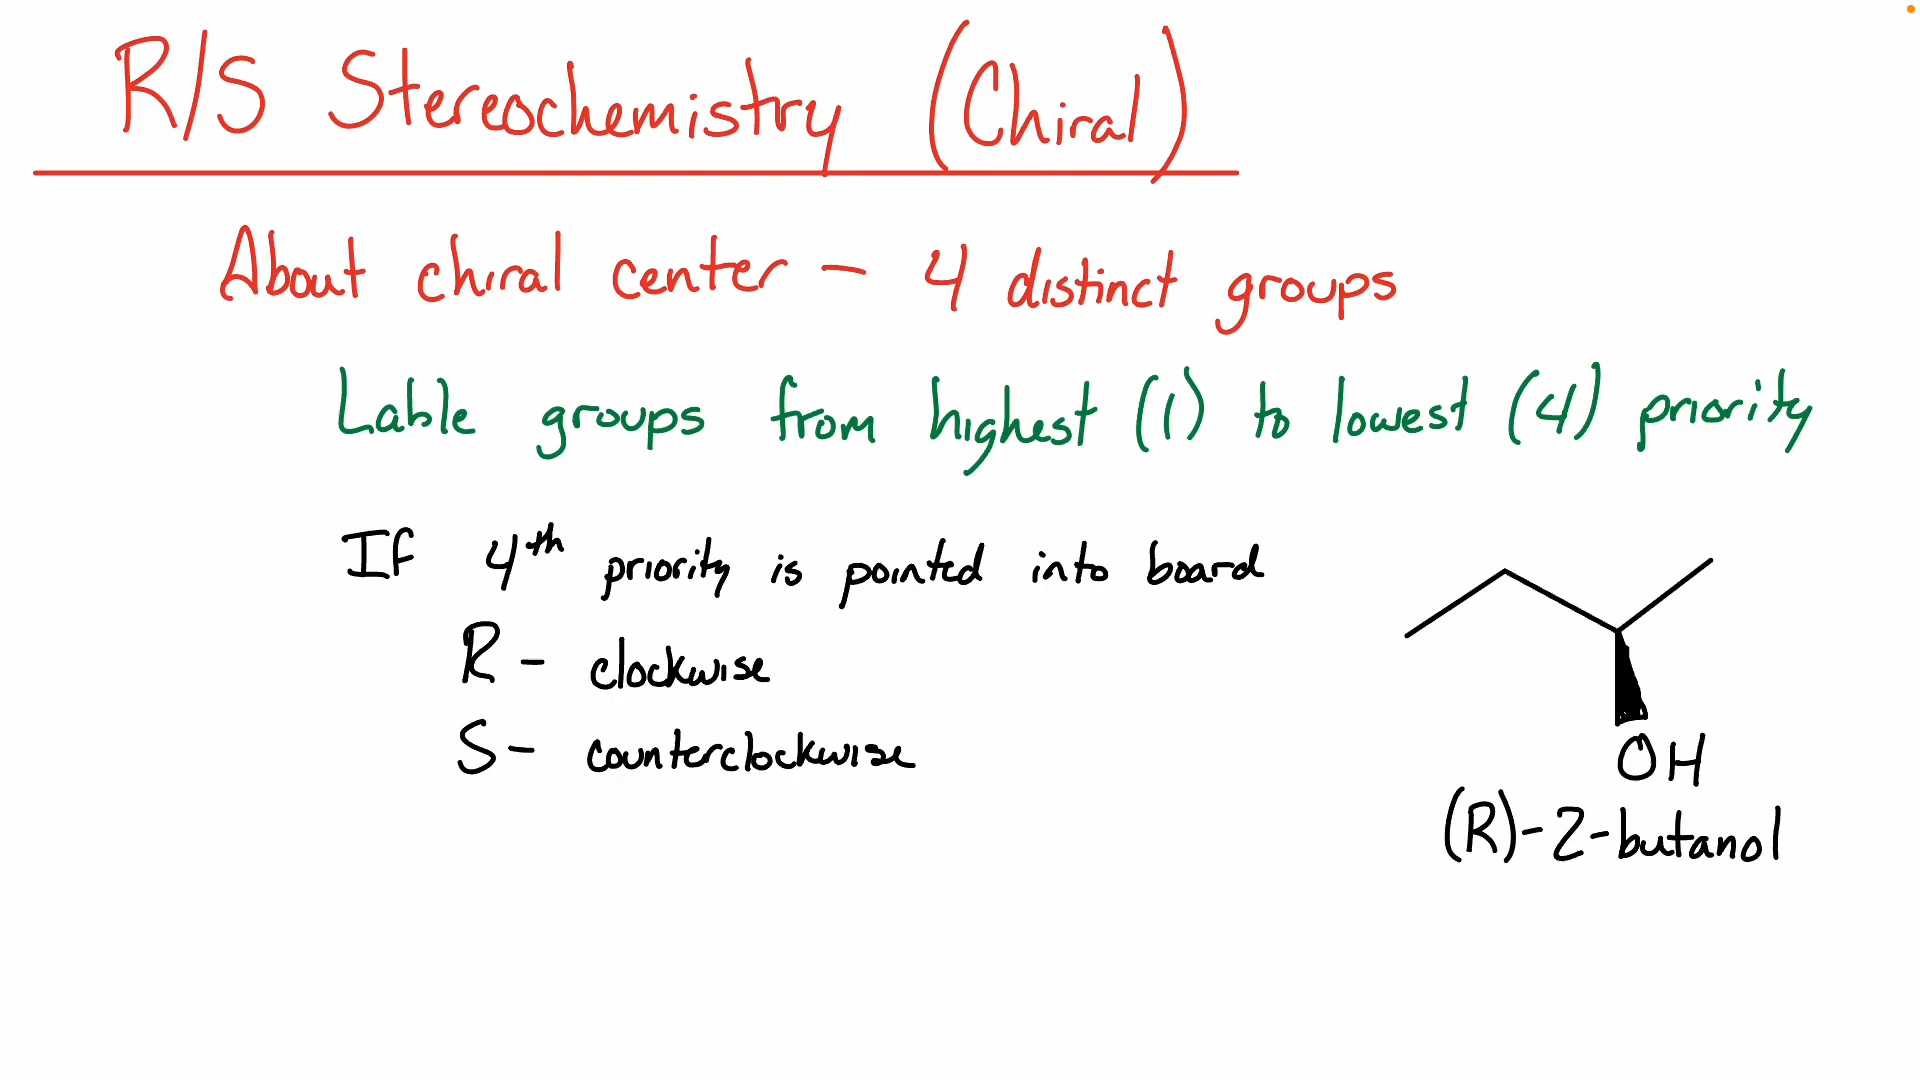 R/S Stereochemistry (Chiral)
About chiral center - 4 distinct groups
Lable groups from highest (1) to lowest (4) priority
If 4th priority is pointed into board
R - clockwise
S - counterclockwise
OH
(R)-2-butanol